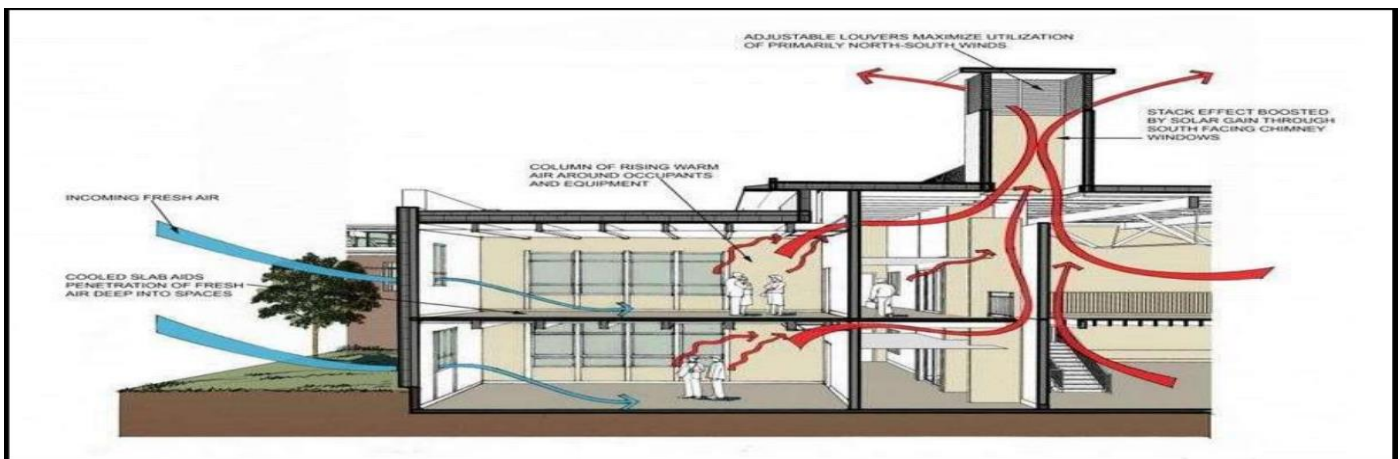 ADJUSTABLE LOUVERS MAXIMIZE UTILIZATION
OF PRIMARILY NORTH-SOUTH WINDS
STACK EFFECT BOOSTED
BY SOLAR GAIN THROUGH
SOUTH FACING CHIMNEY
WINDOWS
COLUMN OF RISING WARM
AIR AROUND OCCUPANTS
AND EQUIPMENT
INCOMING FRESH AIR
COOLED SLAB AIDS
PENETRATION OF FRESH
AIR DEEP INTO SPACES